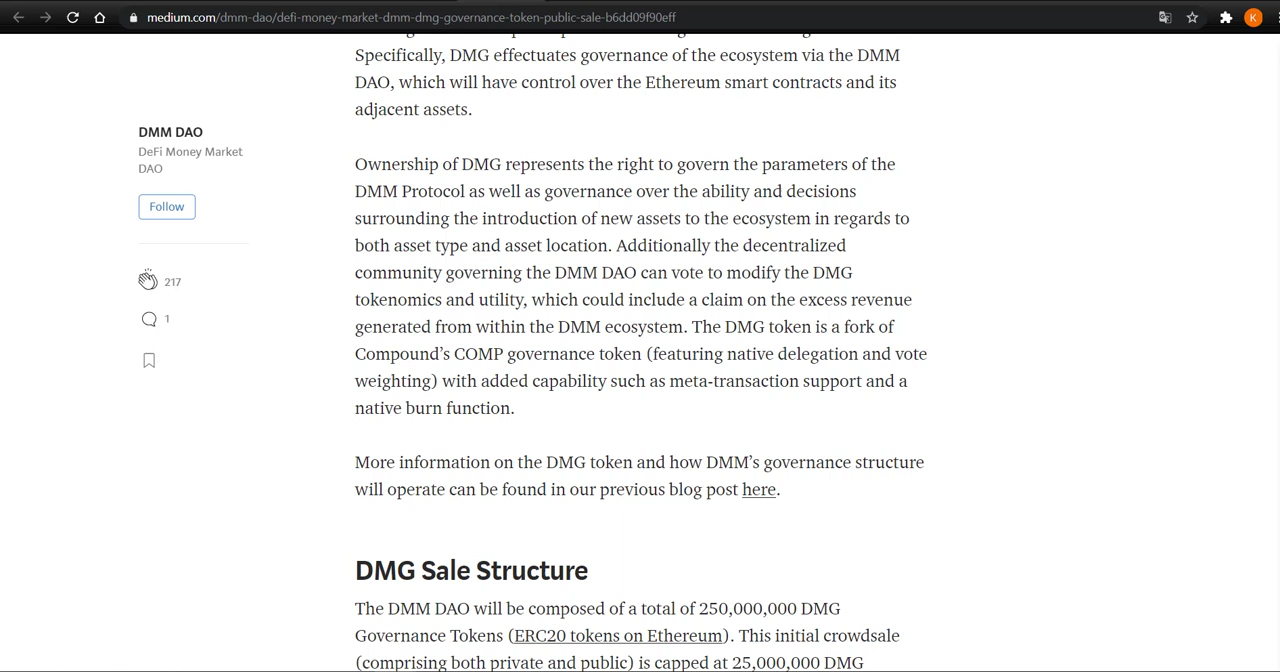 medium.com/dmm-dao/defi-money-market-dmm-dmg-governance-token-public-sale-b6dd09f90eff
K
Specifically, DMG effectuates governance of the ecosystem via the DMM
DAO, which will have control over the Ethereum smart contracts and its
adjacent assets.
DMM DAO
DeFi Money Market
DAO
Follow
217
1
Ownership of DMG represents the right to govern the parameters of the
DMM Protocol as well as governance over the ability and decisions
surrounding the introduction of new assets to the ecosystem in regards to
both asset type and asset location. Additionally the decentralized
community governing the DMM DAO can vote to modify the DMG
tokenomics and utility, which could include a claim on the excess revenue
generated from within the DMM ecosystem. The DMG token is a fork of
Compound’s COMP governance token (featuring native delegation and vote
weighting) with added capability such as meta-transaction support and a
native burn function.
More information on the DMG token and how DMM’s governance structure
will operate can be found in our previous blog post here.
DMG Sale Structure
The DMM DAO will be composed of a total of 250,000,000 DMG
Governance Tokens (ERC20 tokens on Ethereum). This initial crowdsale
(comprising both private and public) is capped at 25,000,000 DMG